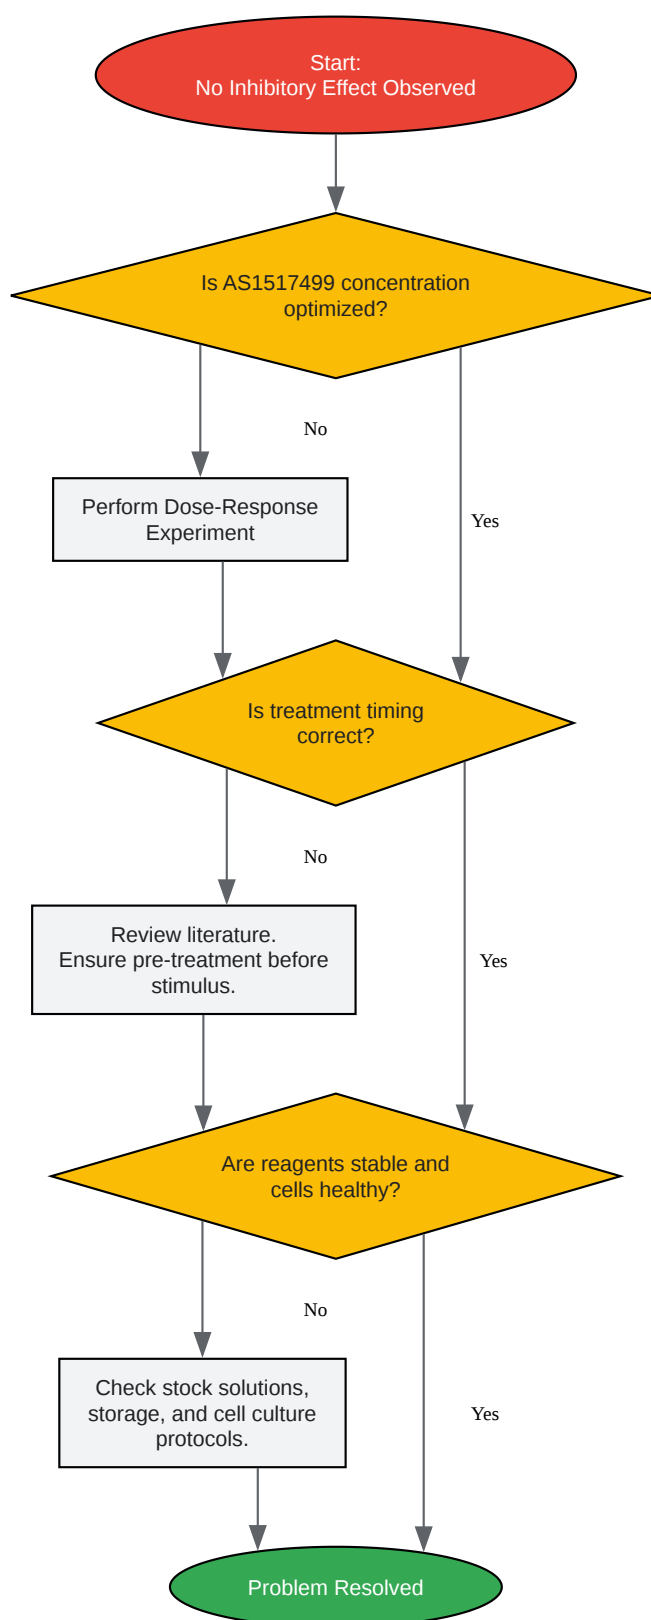 Start:
No Inhibitory Effect Observed
Is AS1517499 concentration
optimized?
No
Perform Dose-Response
Experiment
Yes
Is treatment timing
correct?
No
Review literature.
Ensure pre-treatment before
stimulus.
Yes
Are reagents stable and
cells healthy?
No
Check stock solutions,
storage, and cell culture
protocols.
Yes
Problem Resolved